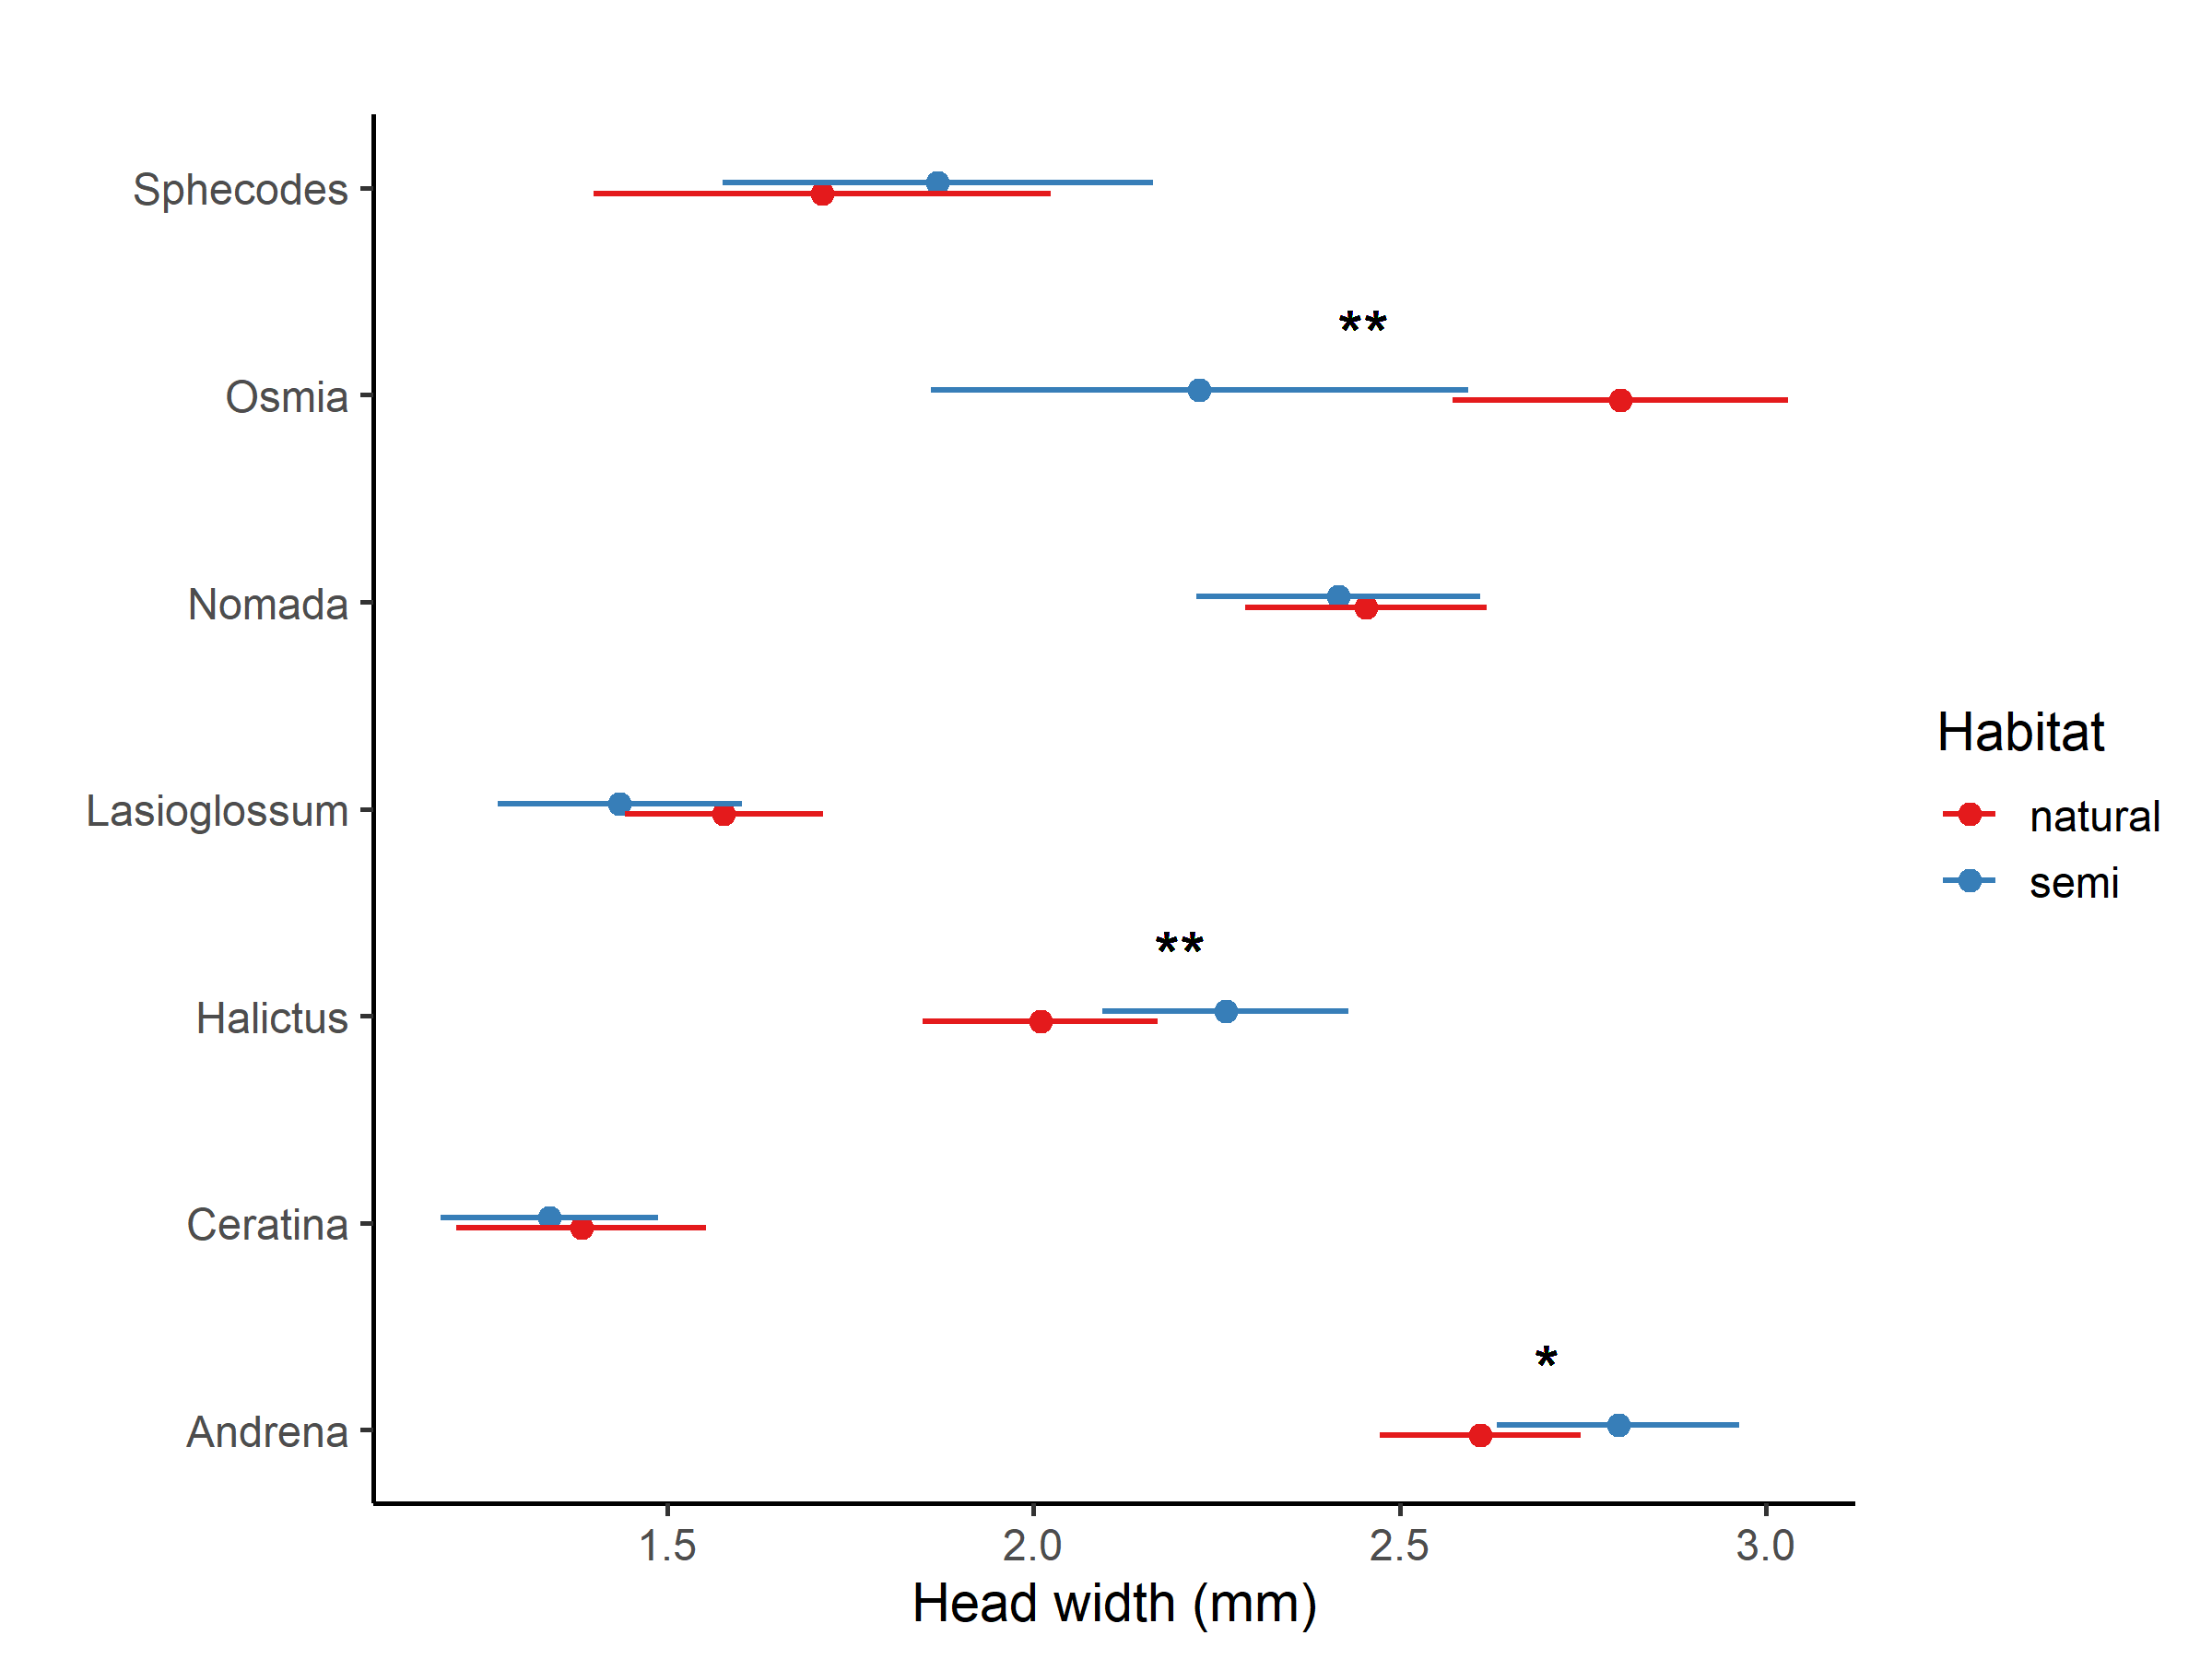 Sphecodes
**
Osmia
Nomada
Lasioglossum
**
Halictus
Ceratina
*
Andrena
1.5 2.0 2.5 3.0
Head width (mm)
Habitat
natural
semi